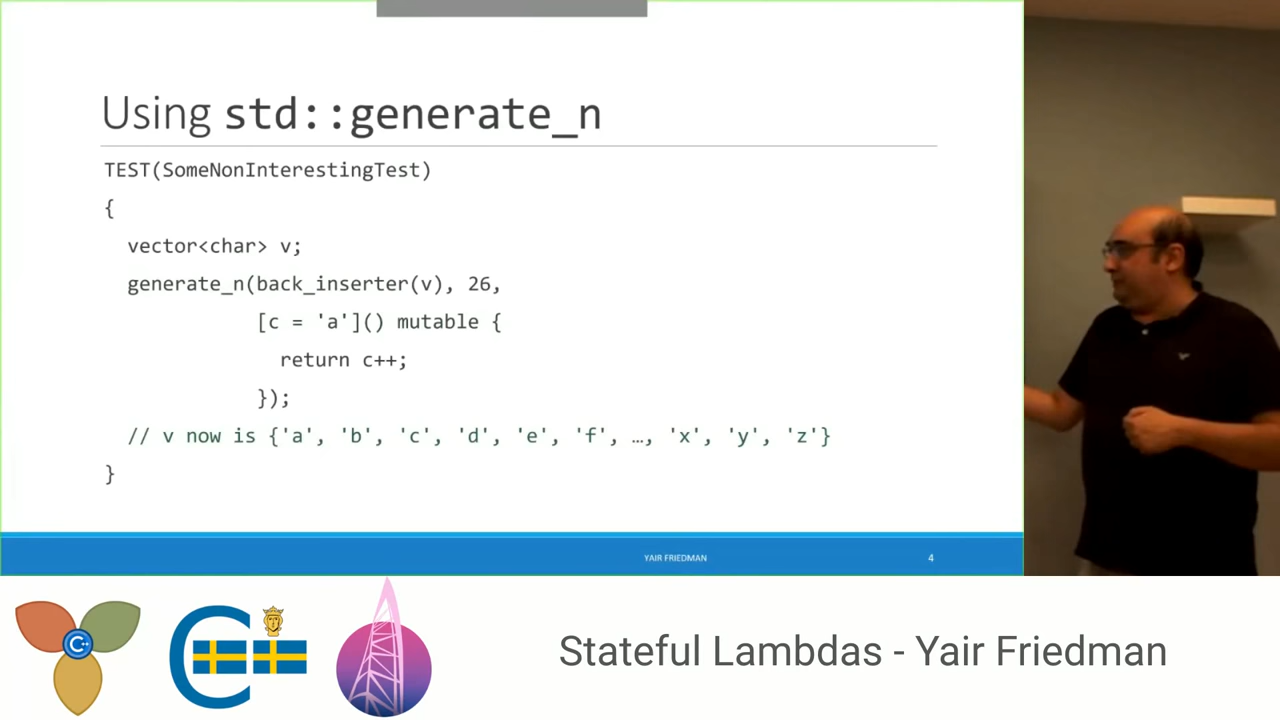 Using std::generate_n
TEST(SomeNonInterestingTest)
{
vector<char> v;
generate_n(back_inserter(v), 26,
[c = 'a']() mutable {
return c++;
});
// v now is {'a', 'b', 'c', 'd', 'e', 'f', …, 'x', 'y', 'z'}
}
YAIR FRIEDMAN 4
C++
C++
Stateful Lambdas - Yair Friedman